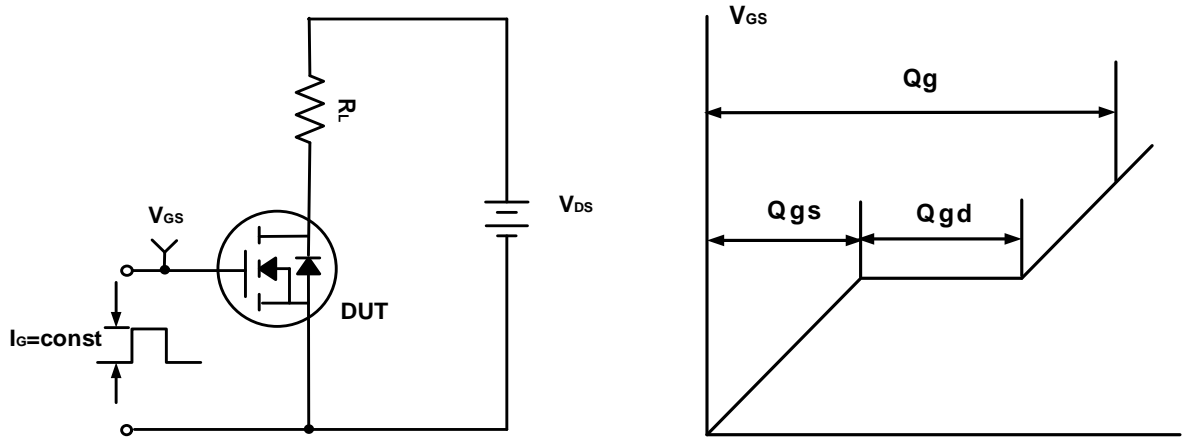 RL
VDS
VGS
DUT
IG=const
VGS
Qg
Qgs
Qgd